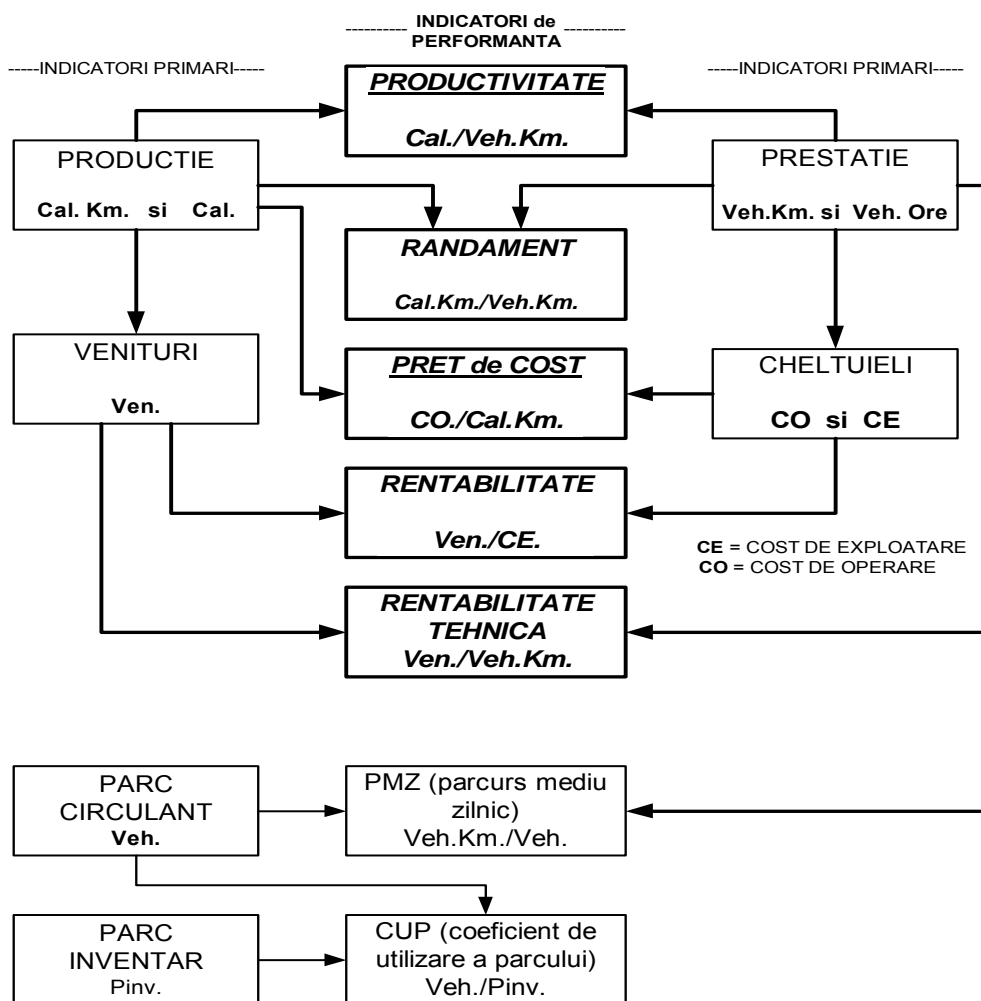 ---------- INDICATORI de ----------
PERFORMANTA
-----INDICATORI PRIMARI-----
-----INDICATORI PRIMARI-----
PRODUCTIVITATE
Cal./Veh.Km.
PRODUCTIE
Cal. Km. si Cal.
PRESTATIE
Veh.Km. si Veh. Ore
RANDAMENT
Cal.Km./Veh.Km.
VENITURI
Ven.
PRET de COST
CO./Cal.Km.
CHELTUIELI
CO si CE
RENTABILITATE
Ven./CE.
CE = COST DE EXPLOATARE
CO = COST DE OPERARE
RENTABILITATE
TEHNICA
Ven./Veh.Km.
PARC
CIRCULANT
Veh.
PMZ (parcurs mediu
zilnic)
Veh.Km./Veh.
PARC
INVENTAR
Pinv.
CUP (coeficient de
utilizare a parcului)
Veh./Pinv.